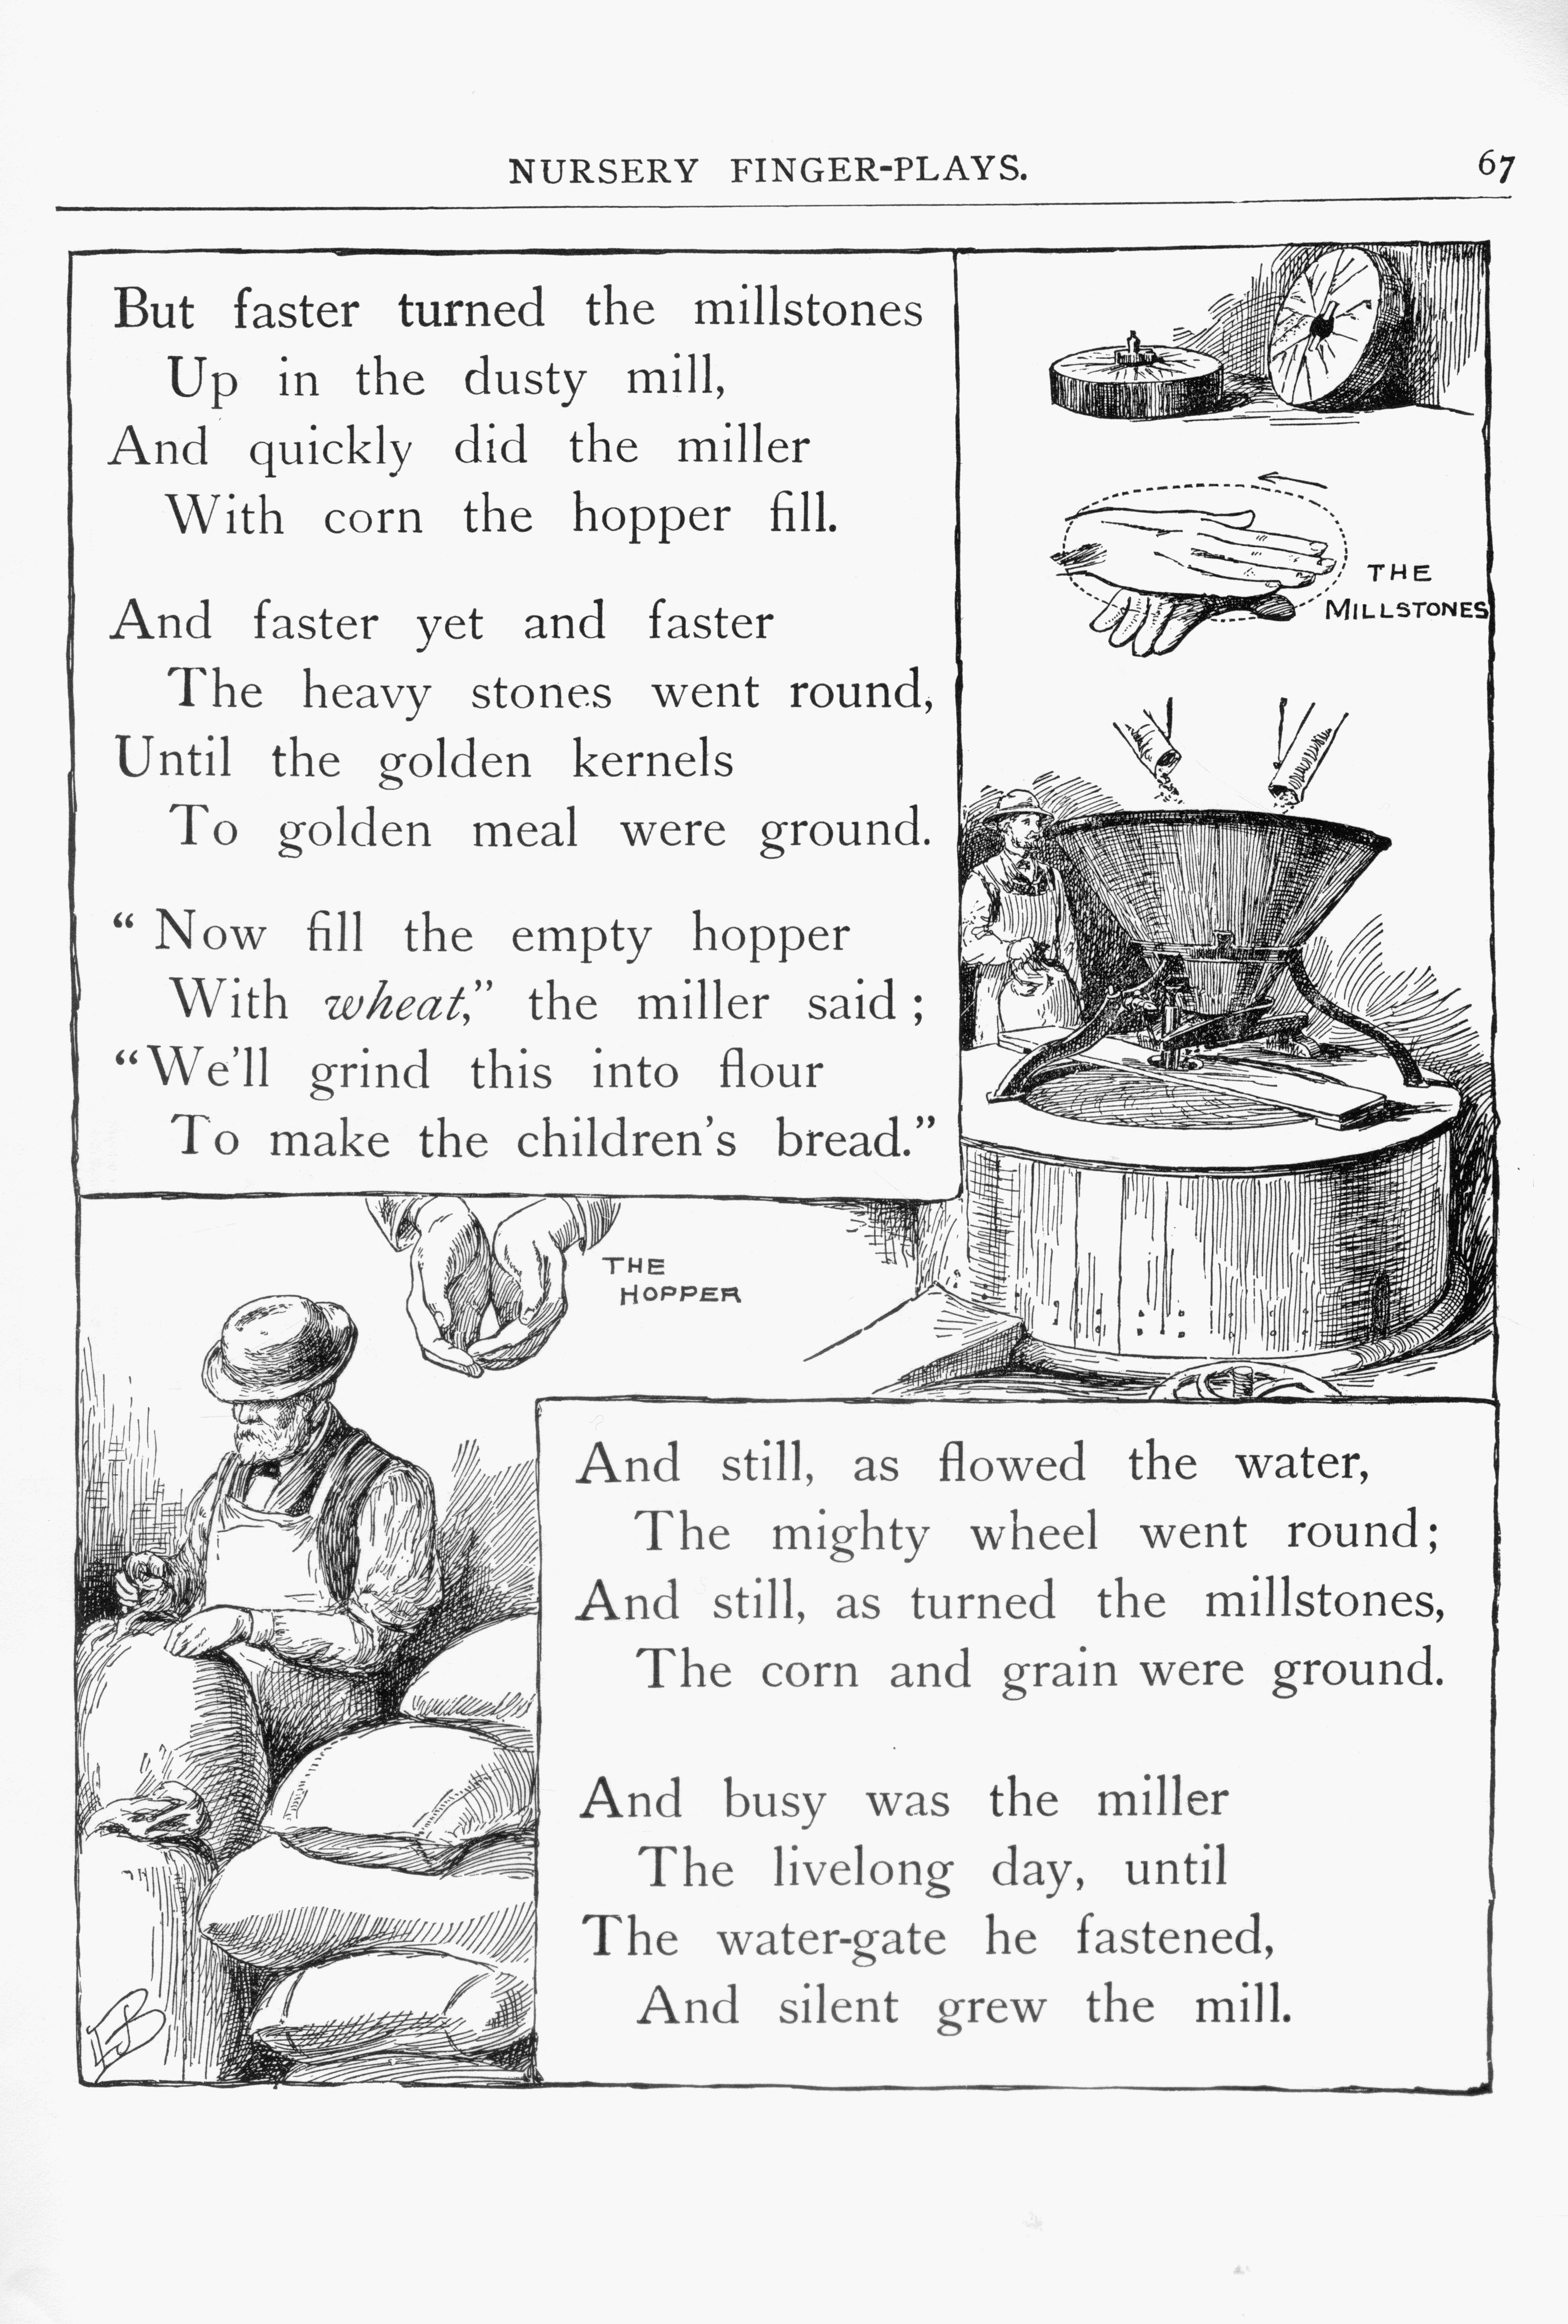 NURSERY FINGER-PLAYS. 67
But faster turned the millstones
Up in the dusty mill,
And quickly did the miller
With corn the hopper fill.
And faster yet and faster
The heavy stones went round,
Until the golden kernels
To golden meal were ground.
“Now fill the empty hopper
With wheat,” the miller said;
“We’ll grind this into flour
To make the children’s bread.”
THE
MILLSTONES
THE
HOPPER
And still, as flowed the water,
The mighty wheel went round;
And still, as turned the millstones,
The corn and grain were ground.
And busy was the miller
The livelong day, until
The water-gate he fastened,
And silent grew the mill.